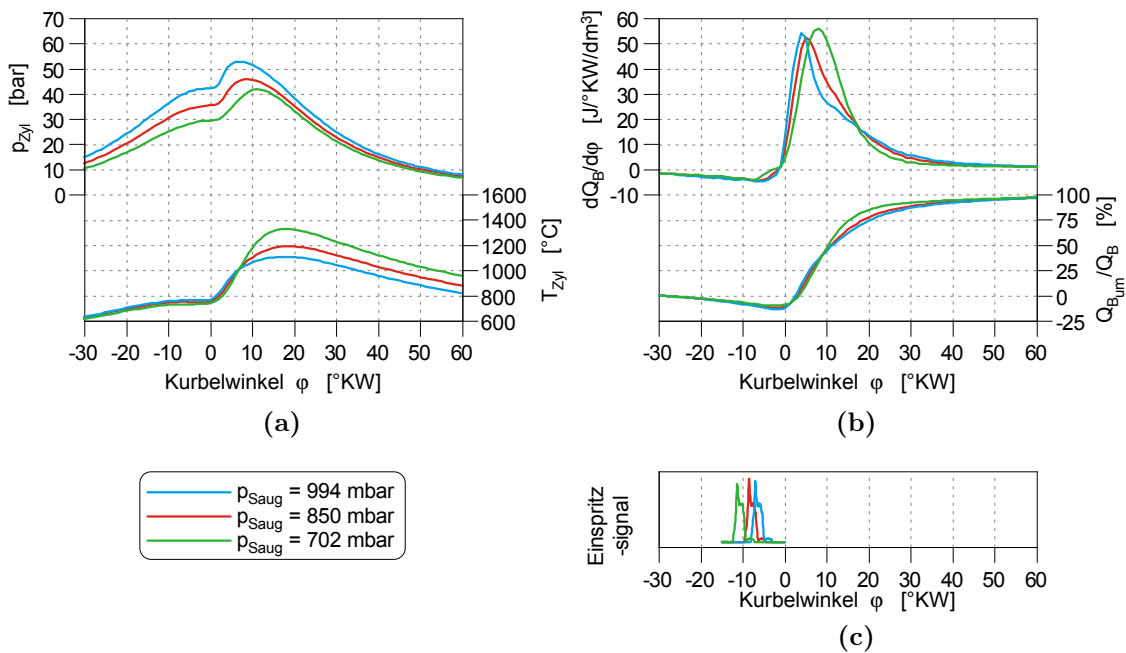 p_Zyl [bar]
70
60
50
40
30
20
10
0
1600
1400
1200
1000
800
600
T_Zyl [°C]
-30 -20 -10 0 10 20 30 40 50 60
Kurbelwinkel φ [°KW]
(a)
dQ_B/dφ [J/°KW/dm³]
60
50
40
30
20
10
0
-10
100
75
50
25
0
-25
Q_Bum/Q_B [%]
-30 -20 -10 0 10 20 30 40 50 60
Kurbelwinkel φ [°KW]
(b)
p_Saug = 994 mbar
p_Saug = 850 mbar
p_Saug = 702 mbar
Einspritz
-signal
-30 -20 -10 0 10 20 30 40 50 60
Kurbelwinkel φ [°KW]
(c)